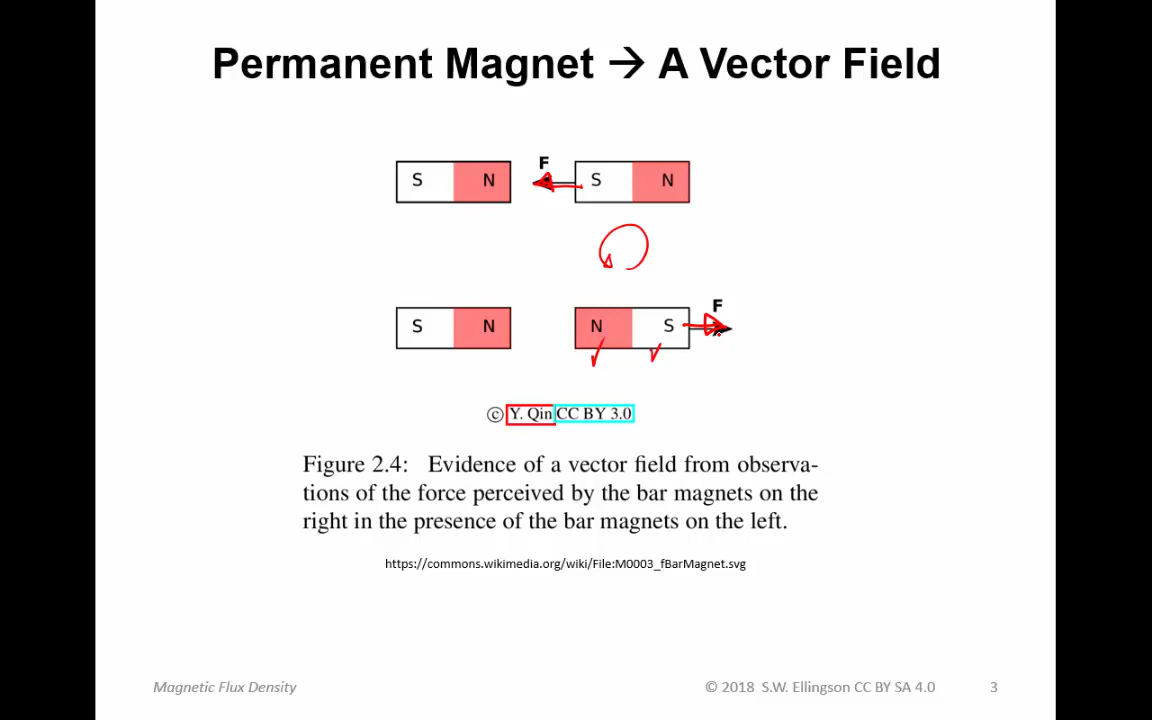 Permanent Magnet → A Vector Field
F
S N S N
F
S N N S
© Y. Qin CC BY 3.0
Figure 2.4: Evidence of a vector field from observa-
tions of the force perceived by the bar magnets on the
right in the presence of the bar magnets on the left.
https://commons.wikimedia.org/wiki/File:M0003_fBarMagnet.svg
Magnetic Flux Density © 2018 S.W. Ellingson CC BY SA 4.0 3